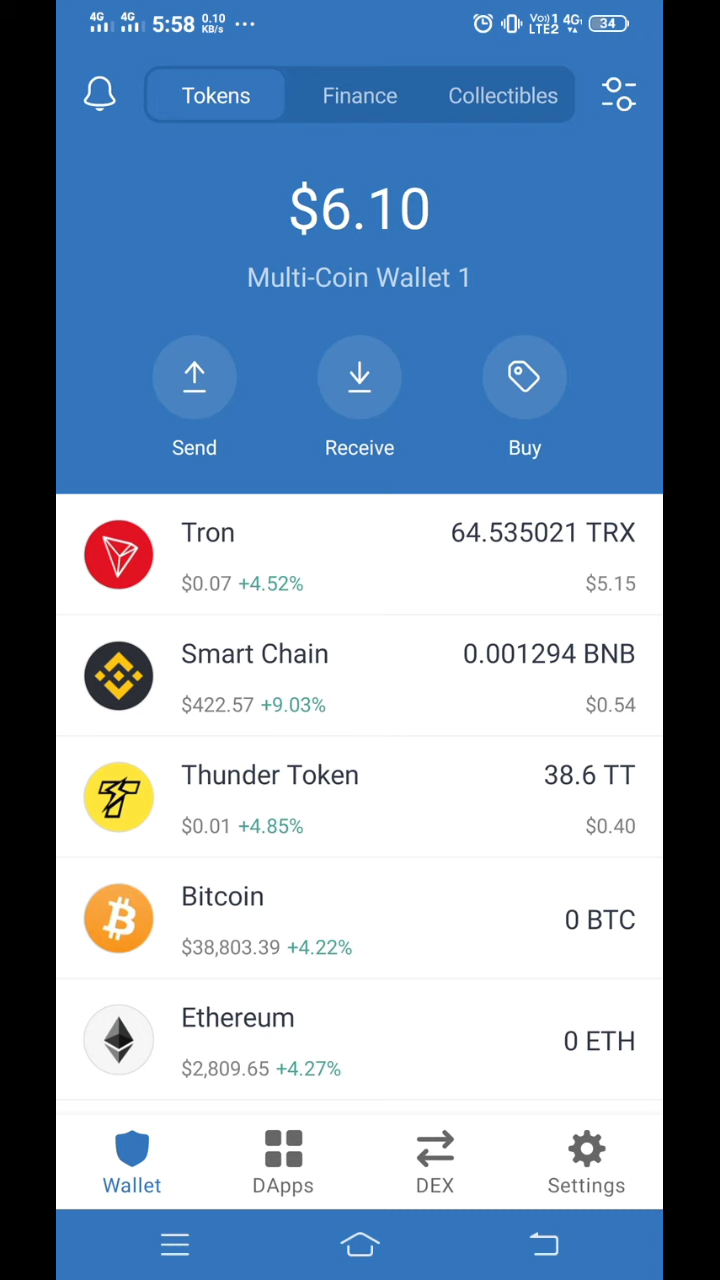 4G 4G 5:58 0.10 KB/s ... Vo)) 1 LTE2 4G 34
Tokens Finance Collectibles
$6.10
Multi-Coin Wallet 1
Send Receive Buy
Tron 64.535021 TRX
$0.07 +4.52% $5.15
Smart Chain 0.001294 BNB
$422.57 +9.03% $0.54
Thunder Token 38.6 TT
$0.01 +4.85% $0.40
Bitcoin 0 BTC
$38,803.39 +4.22%
Ethereum 0 ETH
$2,809.65 +4.27%
Wallet DApps DEX Settings